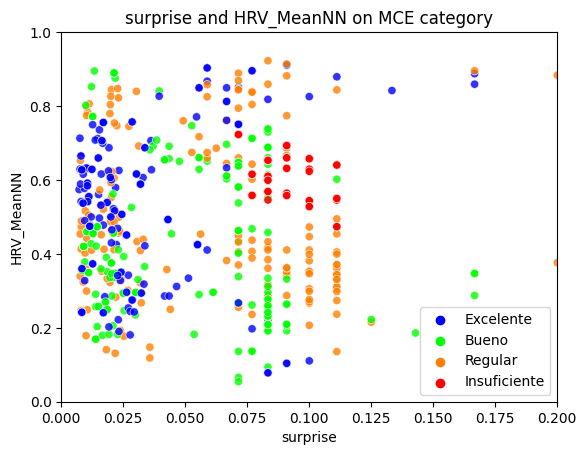 surprise and HRV_MeanNN on MCE category
1.0
0.8
0.6
0.4
0.2
0.0
HRV_MeanNN
Excelente
Bueno
Regular
Insuficiente
0.000 0.025 0.050 0.075 0.100 0.125 0.150 0.175 0.200
surprise